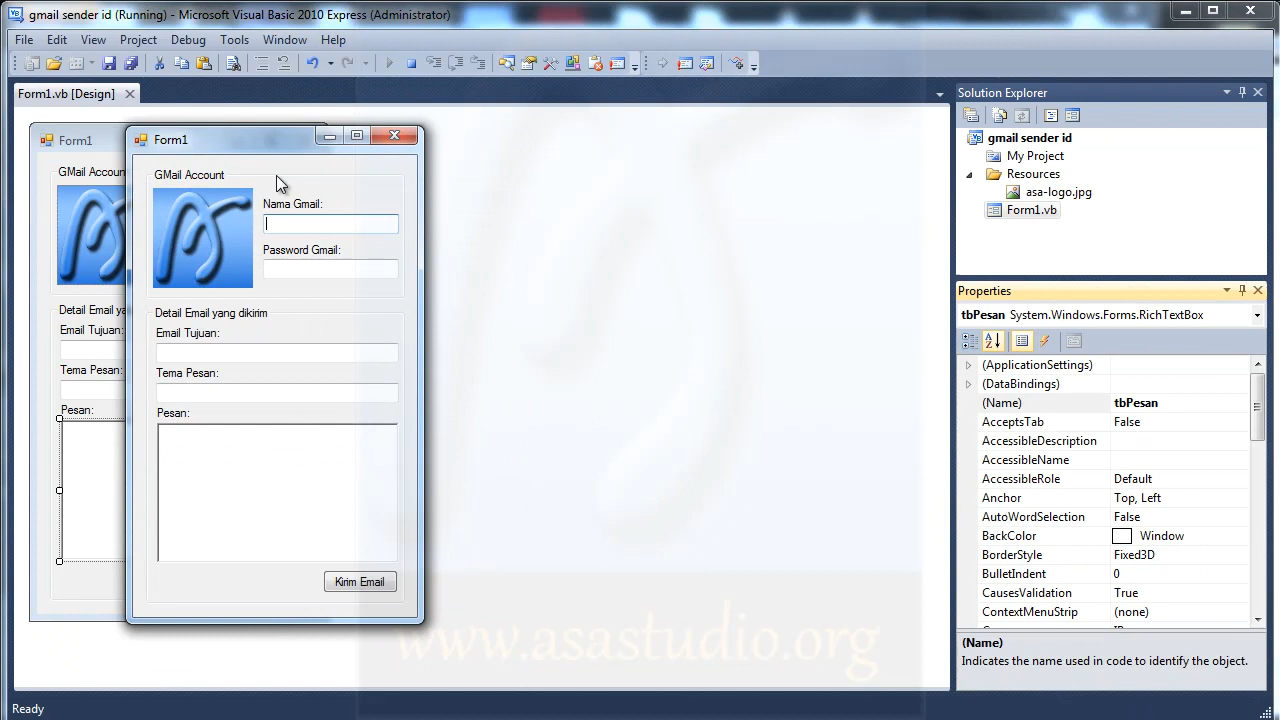 gmail sender id (Running) - Microsoft Visual Basic 2010 Express (Administrator)
File Edit View Project Debug Tools Window Help
Form1.vb [Design]
Form1
GMail Accoun
Detail Email ya
Email Tujuan:
Tema Pesan:
Pesan:
Form1
GMail Account
Nama Gmail:
Password Gmail:
Detail Email yang dikirim
Email Tujuan:
Tema Pesan:
Pesan:
Kirim Email
www.asastudio.org
Solution Explorer
gmail sender id
My Project
Resources
asa-logo.jpg
Form1.vb
Properties
tbPesan System.Windows.Forms.RichTextBox
(ApplicationSettings)
(DataBindings)
(Name) tbPesan
AcceptsTab False
AccessibleDescription
AccessibleName
AccessibleRole Default
Anchor Top, Left
AutoWordSelection False
BackColor Window
BorderStyle Fixed3D
BulletIndent 0
CausesValidation True
ContextMenuStrip (none)
(Name)
Indicates the name used in code to identify the object.
Ready